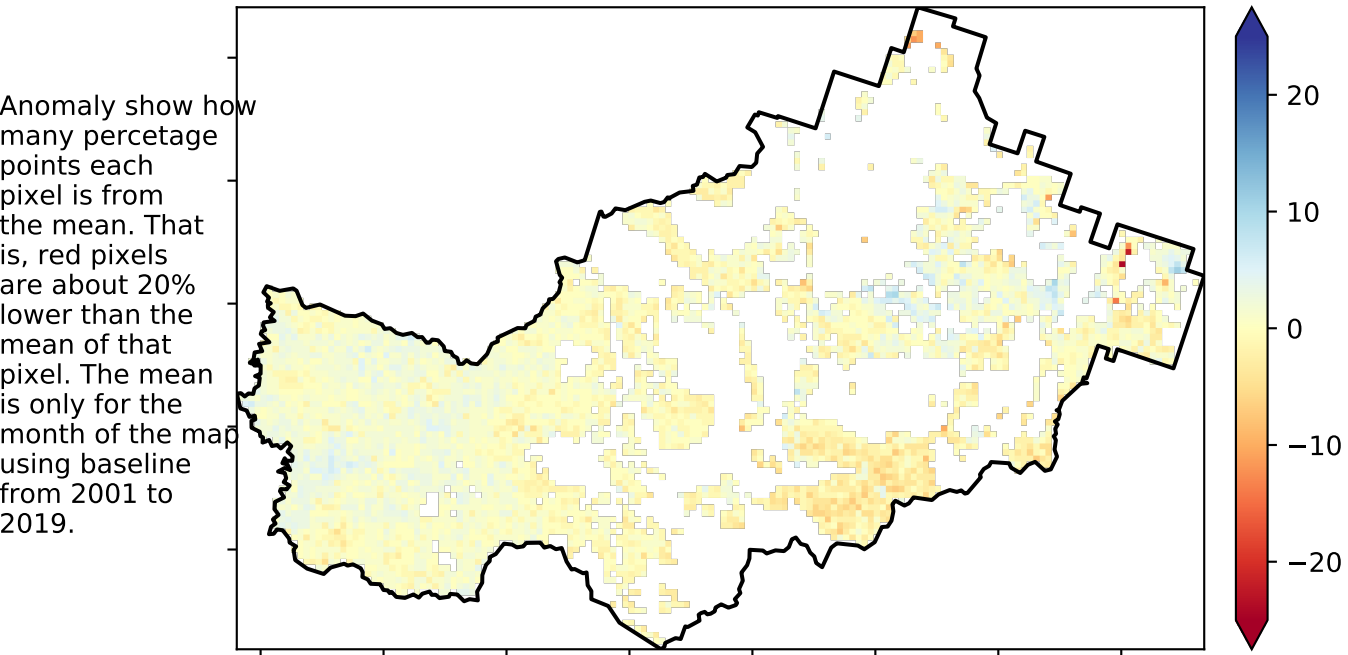 Anomaly show how
many percetage
points each
pixel is from
the mean. That
is, red pixels
are about 20%
lower than the
mean of that
pixel. The mean
is only for the
month of the map
using baseline
from 2001 to
2019.
20
10
0
−10
−20